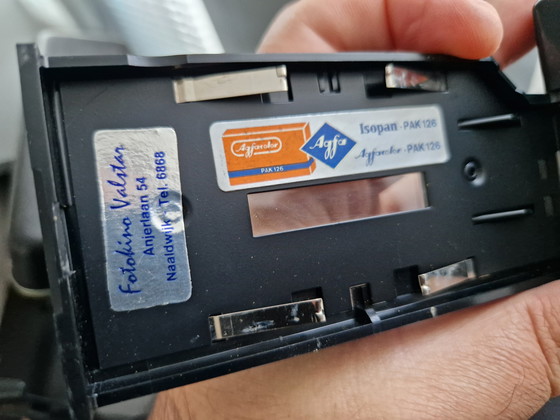 Fotokino Valstar
Anjerlaan 54
Naaldwijk Tel. 6868
Agfacolor
PAK 126
Agfa
Isopan - PAK 126
Agfacolor - PAK 126